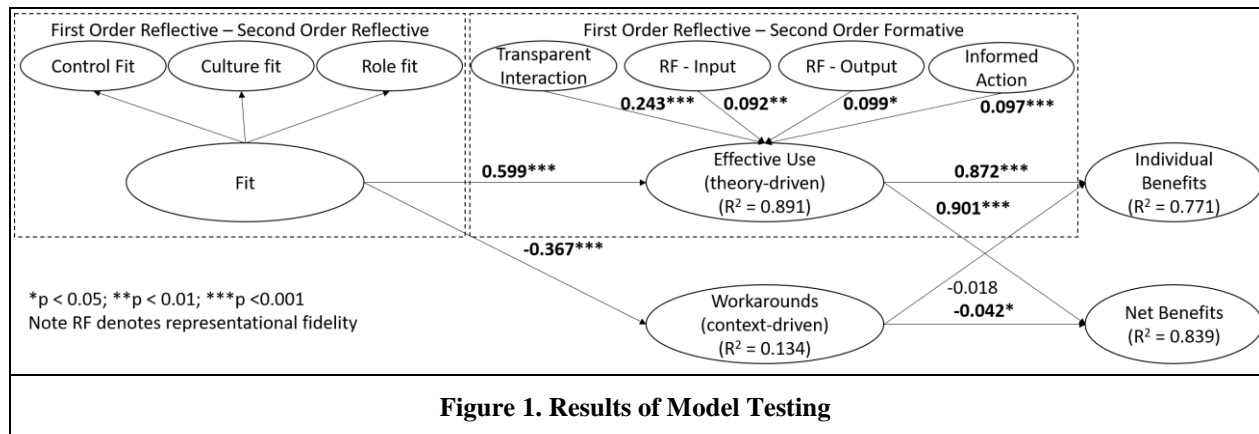 First Order Reflective – Second Order Reflective
First Order Reflective – Second Order Formative
Control Fit
Culture fit
Role fit
Transparent
Interaction
RF - Input
RF - Output
Informed
Action
0.243***
0.092**
0.099*
0.097***
Fit
0.599***
Effective Use
(theory-driven)
(R² = 0.891)
0.872***
0.901***
Individual
Benefits
(R² = 0.771)
-0.367***
*p < 0.05; **p < 0.01; ***p <0.001
Note RF denotes representational fidelity
Workarounds
(context-driven)
(R² = 0.134)
-0.018
-0.042*
Net Benefits
(R² = 0.839)
Figure 1. Results of Model Testing